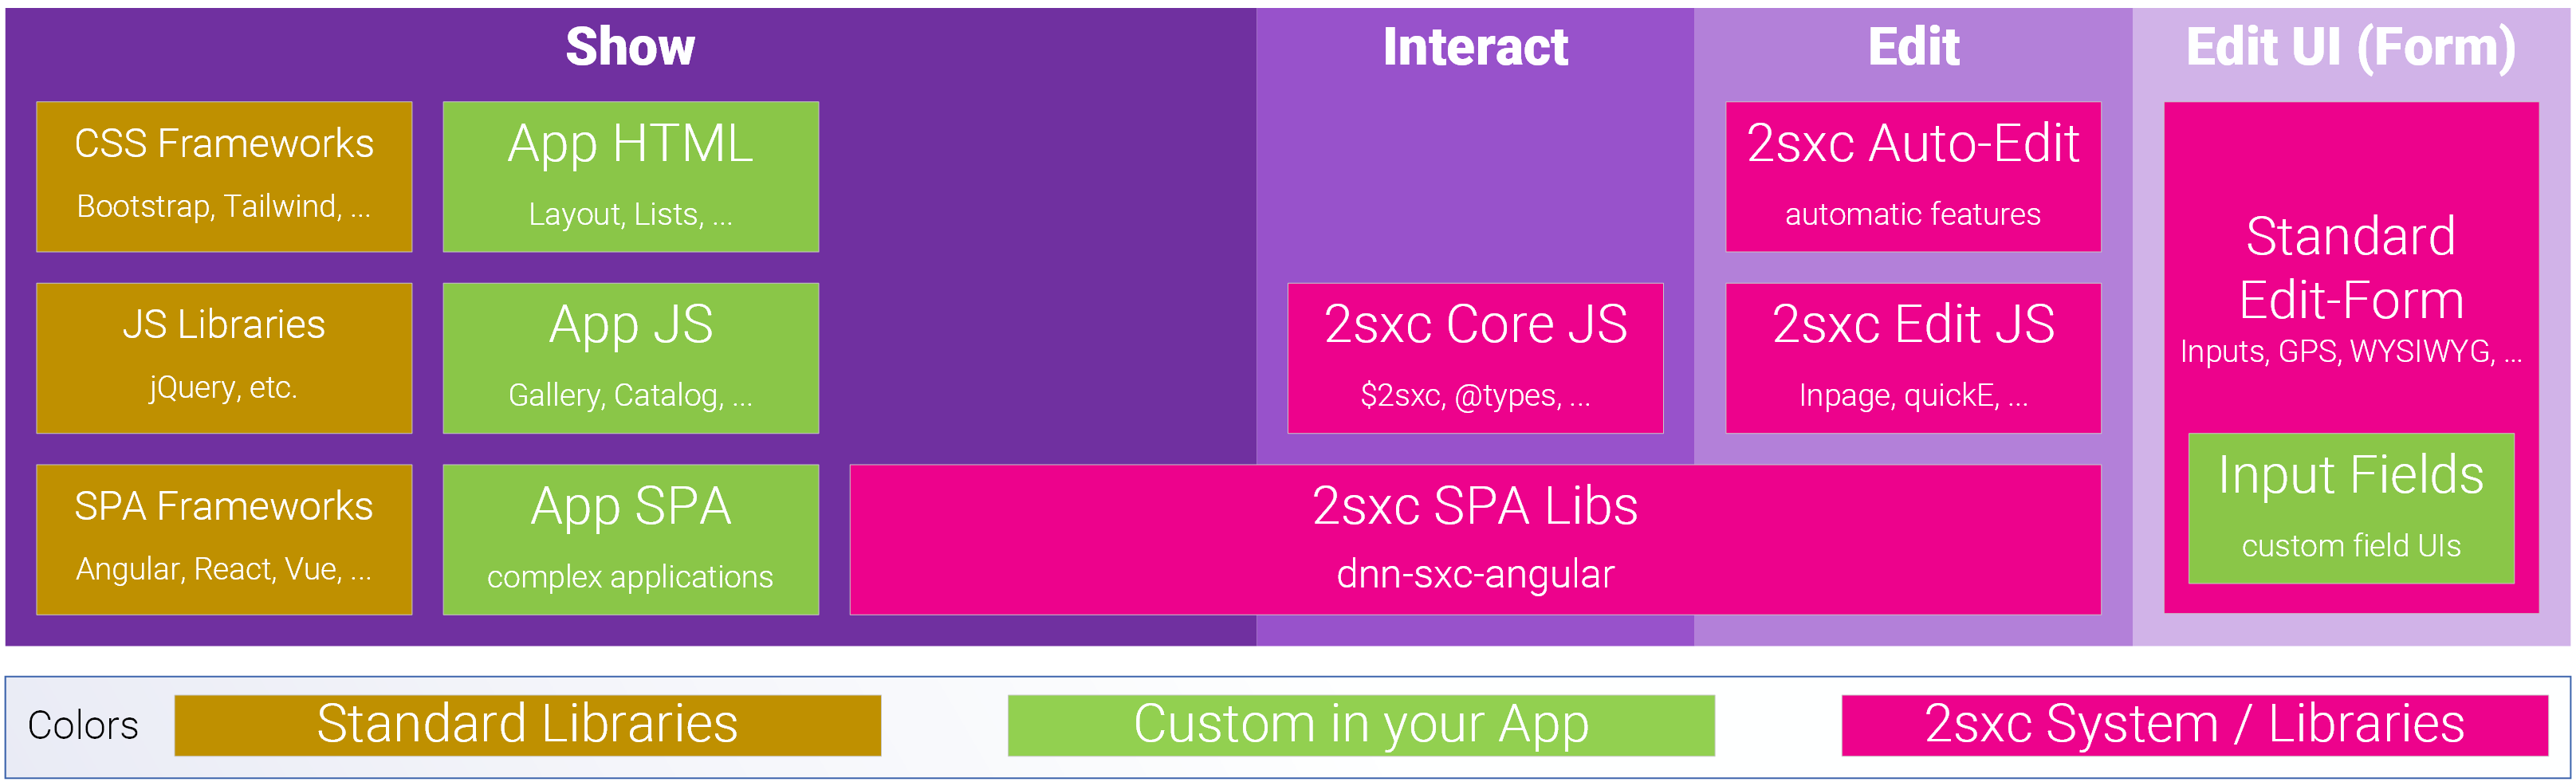 Show
Interact
Edit
Edit UI (Form)
CSS Frameworks
Bootstrap, Tailwind, ...
App HTML
Layout, Lists, ...
2sxc Auto-Edit
automatic features
Standard
Edit-Form
Inputs, GPS, WYSIWYG, ...
JS Libraries
jQuery, etc.
App JS
Gallery, Catalog, ...
2sxc Core JS
$2sxc, @types, ...
2sxc Edit JS
Inpage, quickE, ...
SPA Frameworks
Angular, React, Vue, ...
App SPA
complex applications
2sxc SPA Libs
dnn-sxc-angular
Input Fields
custom field UIs
Colors
Standard Libraries
Custom in your App
2sxc System / Libraries